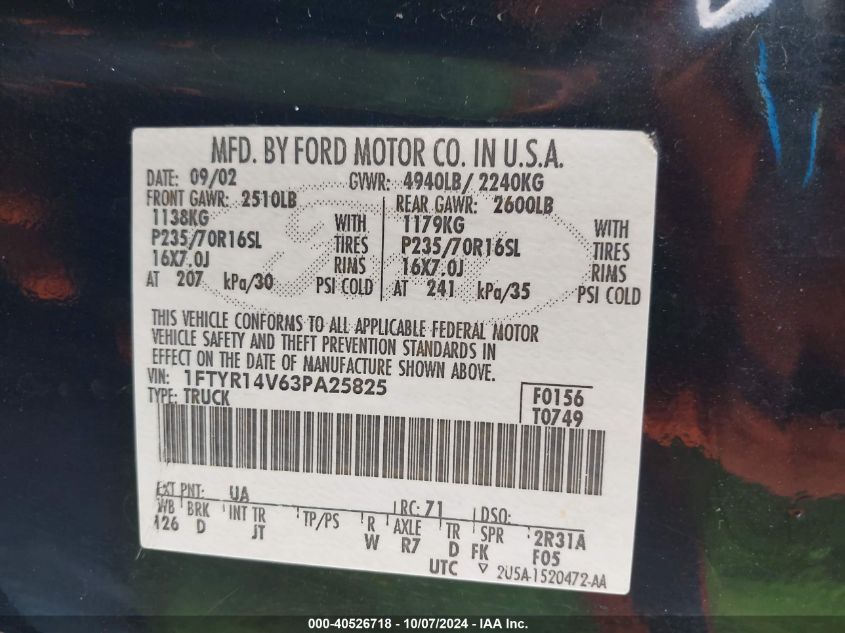 MFD. BY FORD MOTOR CO. IN U.S.A.
DATE: 09/02 GVWR: 4940LB/ 2240KG
FRONT GAWR: 2510LB REAR GAWR: 2600LB
1138KG WITH 1179KG WITH
P235/70R16SL TIRES P235/70R16SL TIRES
16X7.0J RIMS 16X7.0J RIMS
AT 207 kPa/30 PSI COLD AT 241 kPa/35 PSI COLD
THIS VEHICLE CONFORMS TO ALL APPLICABLE FEDERAL MOTOR
VEHICLE SAFETY AND THEFT PREVENTION STANDARDS IN
EFFECT ON THE DATE OF MANUFACTURE SHOWN ABOVE.
VIN: 1FTYR14V63PA25825 F0156
TYPE: TRUCK T0749
EXT PNT: UA RC: 71 DSO:
WB BRK INT TR TP/PS R AXLE TR SPR 2R31A
126 D JT W R7 D FK F05
UTC ▽ 2U5A-1520472-AA
000-40526718 - 10/07/2024 - IAA Inc.